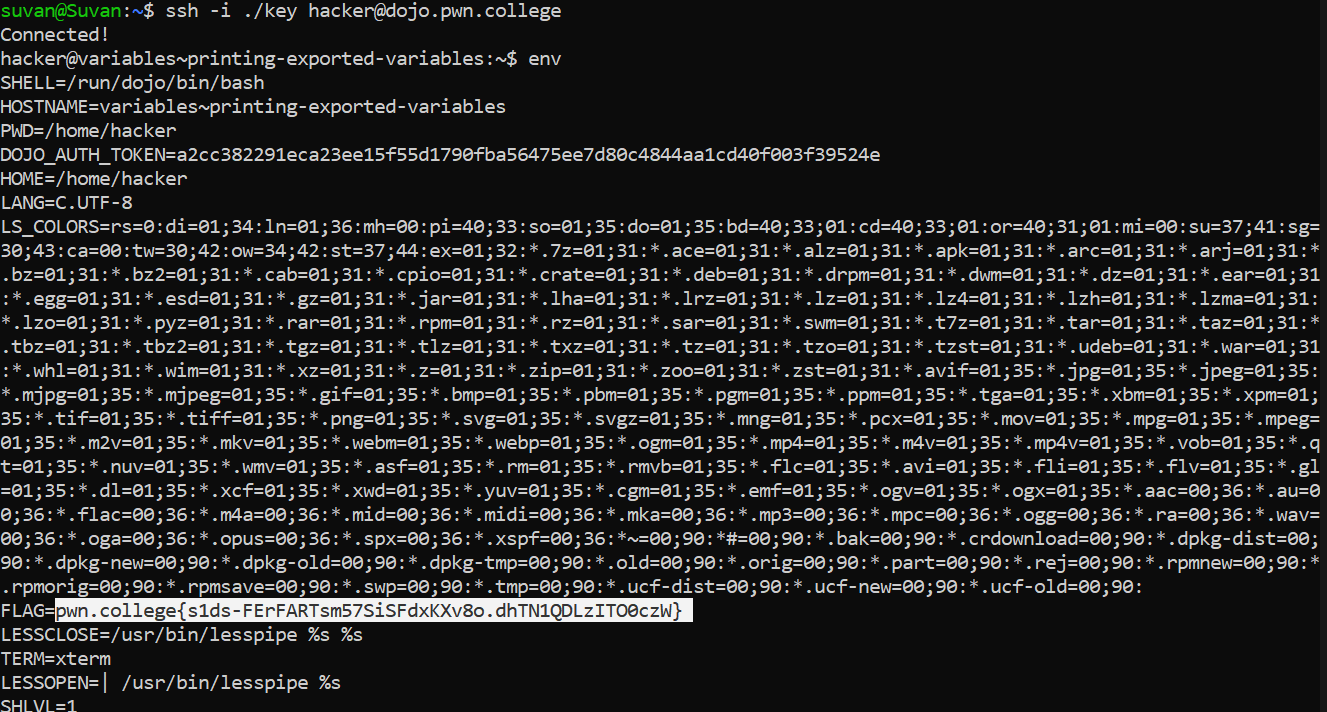 suvan@Suvan:~$ ssh -i ./key hacker@dojo.pwn.college
Connected!
hacker@variables~printing-exported-variables:~$ env
SHELL=/run/dojo/bin/bash
HOSTNAME=variables~printing-exported-variables
PWD=/home/hacker
DOJO_AUTH_TOKEN=a2cc382291eca23ee15f55d1790fba56475ee7d80c4844aa1cd40f003f39524e
HOME=/home/hacker
LANG=C.UTF-8
LS_COLORS=rs=0:di=01;34:ln=01;36:mh=00:pi=40;33:so=01;35:do=01;35:bd=40;33;01:cd=40;33;01:or=40;31;01:mi=00:su=37;41:sg=
30;43:ca=00:tw=30;42:ow=34;42:st=37;44:ex=01;32:*.7z=01;31:*.ace=01;31:*.alz=01;31:*.apk=01;31:*.arc=01;31:*.arj=01;31:*
.bz=01;31:*.bz2=01;31:*.cab=01;31:*.cpio=01;31:*.crate=01;31:*.deb=01;31:*.drpm=01;31:*.dwm=01;31:*.dz=01;31:*.ear=01;31
:*.egg=01;31:*.esd=01;31:*.gz=01;31:*.jar=01;31:*.lha=01;31:*.lrz=01;31:*.lz=01;31:*.lz4=01;31:*.lzh=01;31:*.lzma=01;31:
*.lzo=01;31:*.pyz=01;31:*.rar=01;31:*.rpm=01;31:*.rz=01;31:*.sar=01;31:*.swm=01;31:*.t7z=01;31:*.tar=01;31:*.taz=01;31:*
.tbz=01;31:*.tbz2=01;31:*.tgz=01;31:*.tlz=01;31:*.txz=01;31:*.tz=01;31:*.tzo=01;31:*.tzst=01;31:*.udeb=01;31:*.war=01;31
:*.whl=01;31:*.wim=01;31:*.xz=01;31:*.z=01;31:*.zip=01;31:*.zoo=01;31:*.zst=01;31:*.avif=01;35:*.jpg=01;35:*.jpeg=01;35:
*.mjpg=01;35:*.mjpeg=01;35:*.gif=01;35:*.bmp=01;35:*.pbm=01;35:*.pgm=01;35:*.ppm=01;35:*.tga=01;35:*.xbm=01;35:*.xpm=01;
35:*.tif=01;35:*.tiff=01;35:*.png=01;35:*.svg=01;35:*.svgz=01;35:*.mng=01;35:*.pcx=01;35:*.mov=01;35:*.mpg=01;35:*.mpeg=
01;35:*.m2v=01;35:*.mkv=01;35:*.webm=01;35:*.webp=01;35:*.ogm=01;35:*.mp4=01;35:*.m4v=01;35:*.mp4v=01;35:*.vob=01;35:*.q
t=01;35:*.nuv=01;35:*.wmv=01;35:*.asf=01;35:*.rm=01;35:*.rmvb=01;35:*.flc=01;35:*.avi=01;35:*.fli=01;35:*.flv=01;35:*.gl
=01;35:*.dl=01;35:*.xcf=01;35:*.xwd=01;35:*.yuv=01;35:*.cgm=01;35:*.emf=01;35:*.ogv=01;35:*.ogx=01;35:*.aac=00;36:*.au=0
0;36:*.flac=00;36:*.m4a=00;36:*.mid=00;36:*.midi=00;36:*.mka=00;36:*.mp3=00;36:*.mpc=00;36:*.ogg=00;36:*.ra=00;36:*.wav=
00;36:*.oga=00;36:*.opus=00;36:*.spx=00;36:*.xspf=00;36:*~=00;90:*#=00;90:*.bak=00;90:*.crdownload=00;90:*.dpkg-dist=00;
90:*.dpkg-new=00;90:*.dpkg-old=00;90:*.dpkg-tmp=00;90:*.old=00;90:*.orig=00;90:*.part=00;90:*.rej=00;90:*.rpmnew=00;90:*
.rpmorig=00;90:*.rpmsave=00;90:*.swp=00;90:*.tmp=00;90:*.ucf-dist=00;90:*.ucf-new=00;90:*.ucf-old=00;90:
FLAG=pwn.college{s1ds-FErFARTsm57SiSFdxKXv8o.dhTN1QDLzITO0czW}
LESSCLOSE=/usr/bin/lesspipe %s %s
TERM=xterm
LESSOPEN=| /usr/bin/lesspipe %s
SHLVL=1